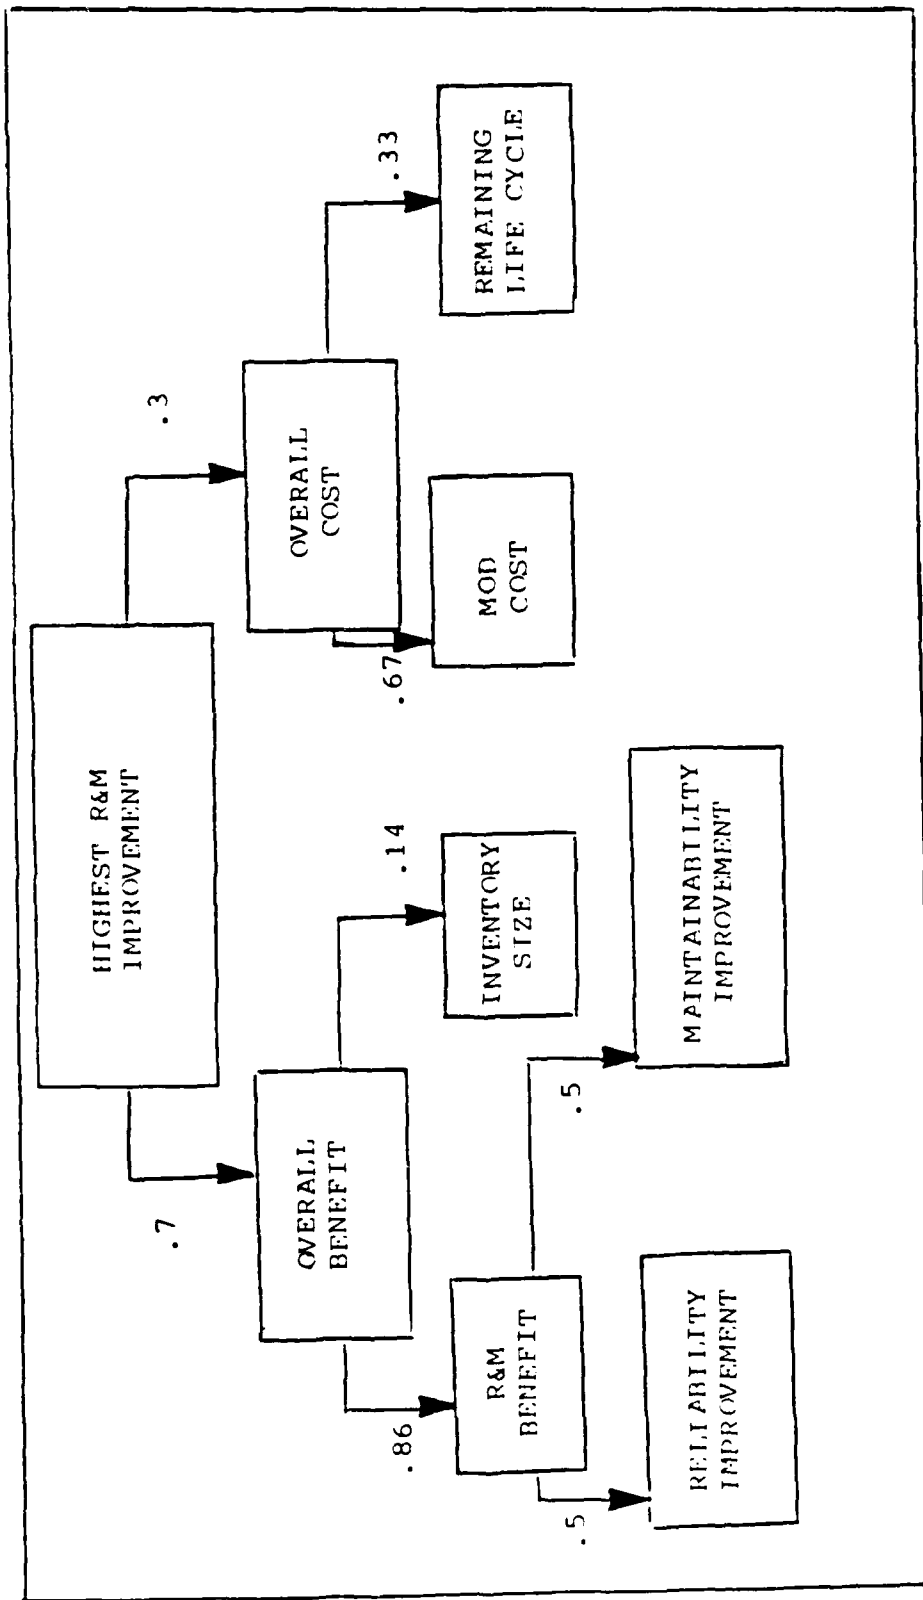 HIGHEST R&M
IMPROVEMENT
.7
.3
OVERALL
BENEFIT
OVERALL
COST
.86
.14
.67
.33
R&M
BENEFIT
INVENTORY
SIZE
MOD
COST
REMAINING
LIFE CYCLE
.5
.5
RELIABILITY
IMPROVEMENT
MAINTAINABILITY
IMPROVEMENT